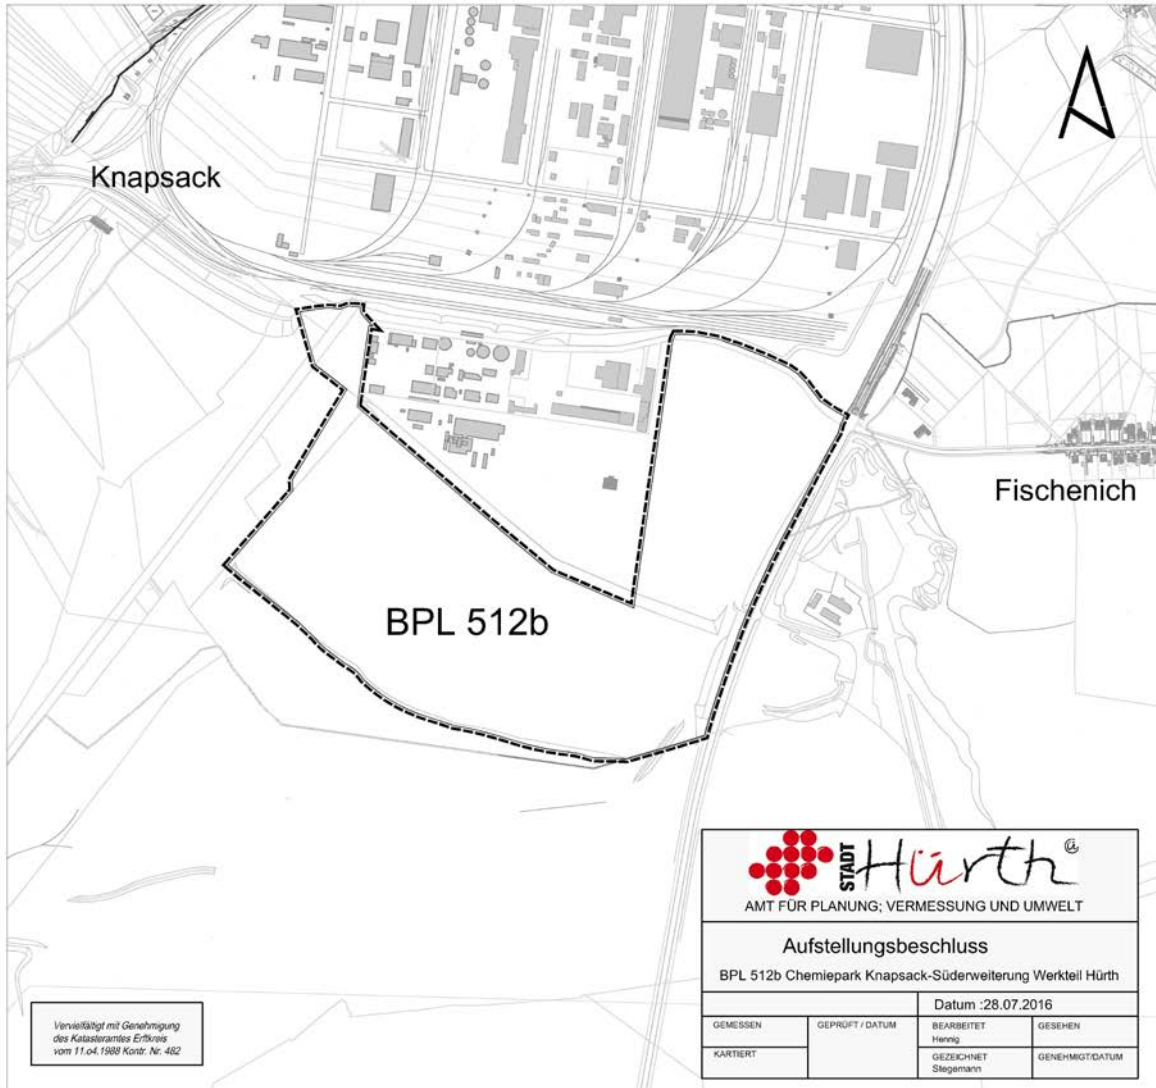 Knapsack
Fischenich
BPL 512b
STADT
Hürth
ü
AMT FÜR PLANUNG; VERMESSUNG UND UMWELT
Aufstellungsbeschluss
BPL 512b Chemiepark Knapsack-Süderweiterung Werkteil Hürth
Datum :28.07.2016
GEMESSEN
GEPRÜFT / DATUM
BEARBEITET
Hennig
GESEHEN
KARTIERT
GEZEICHNET
Stegemann
GENEHMIGT/DATUM
Vervielfältigt mit Genehmigung
des Katasteramtes Erftkreis
vom 11.o4.1988 Kontr. Nr. 482